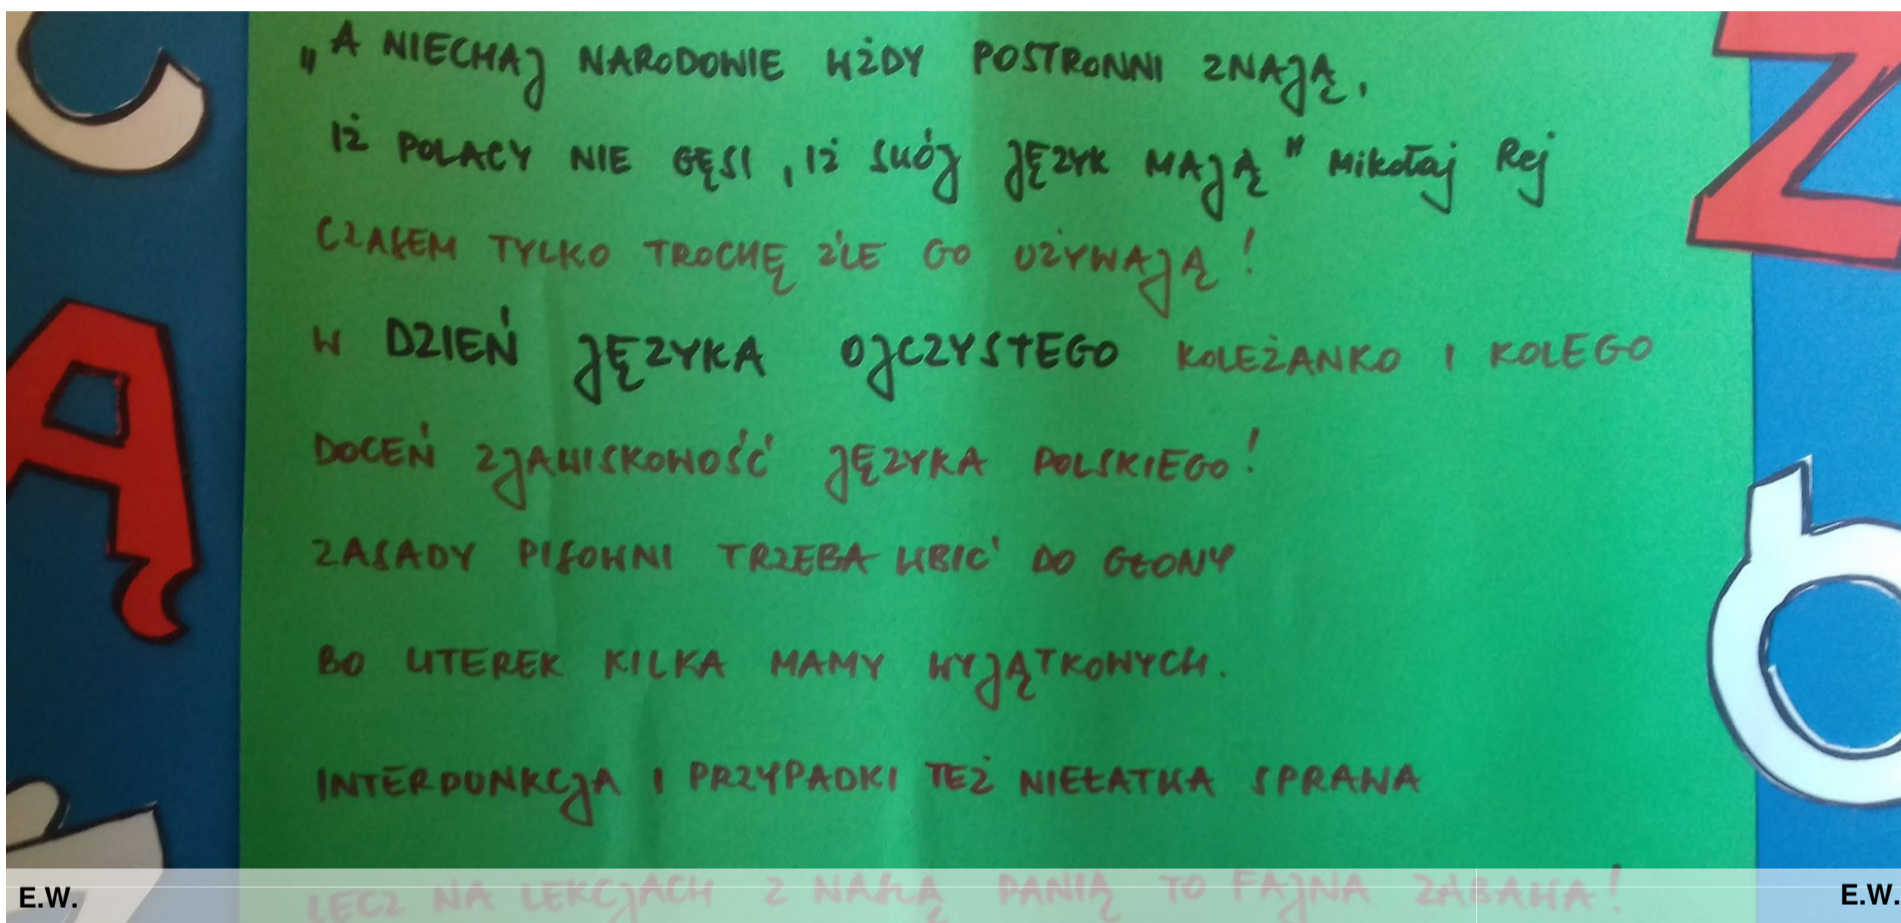 „A NIECHAJ NARODOWIE WŻDY POSTRONNI ZNAJĄ,
IŻ POLACY NIE GĘSI, IŻ SWÓJ JĘZYK MAJĄ" Mikołaj Rej
CZASEM TYLKO TROCHĘ ŹLE GO UŻYWAJĄ!
W DZIEŃ JĘZYKA OJCZYSTEGO KOLEŻANKO I KOLEGO
DOCEŃ ZJAWISKOWOŚĆ JĘZYKA POLSKIEGO!
ZASADY PISOWNI TRZEBA WBIĆ DO GŁOWY
BO LITEREK KILKA MAMY WYJĄTKOWYCH.
INTERPUNKCJA I PRZYPADKI TEŻ NIEŁATWA SPRAWA
LECZ NA LEKCJACH Z NASZĄ PANIĄ TO FAJNA ZABAWA!
E.W. E.W.
C
Ą
Z